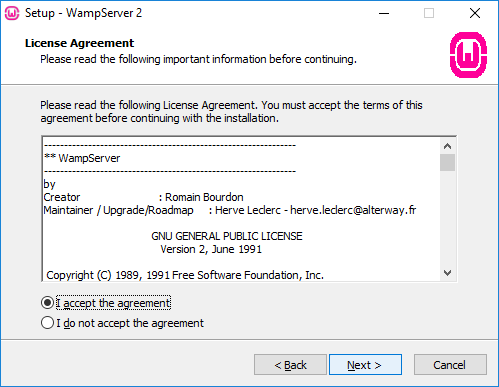 Setup - WampServer 2
License Agreement
Please read the following important information before continuing.
Please read the following License Agreement. You must accept the terms of this
agreement before continuing with the installation.
------------------------------------------------------------
** WampServer
------------------------------------------------------------
by
Creator : Romain Bourdon
Maintainer / Upgrade/Roadmap : Herve Leclerc - herve.leclerc@alterway.fr
GNU GENERAL PUBLIC LICENSE
Version 2, June 1991
Copyright (C) 1989, 1991 Free Software Foundation, Inc.
I accept the agreement
I do not accept the agreement
< Back Next > Cancel